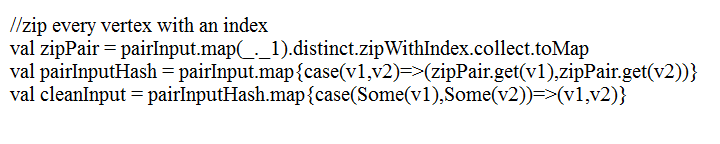 //zip every vertex with an index
val zipPair = pairInput.map(_._1).distinct.zipWithIndex.collect.toMap
val pairInputHash = pairInput.map{case(v1,v2)=>(zipPair.get(v1),zipPair.get(v2))}
val cleanInput = pairInputHash.map{case(Some(v1),Some(v2))=>(v1,v2)}